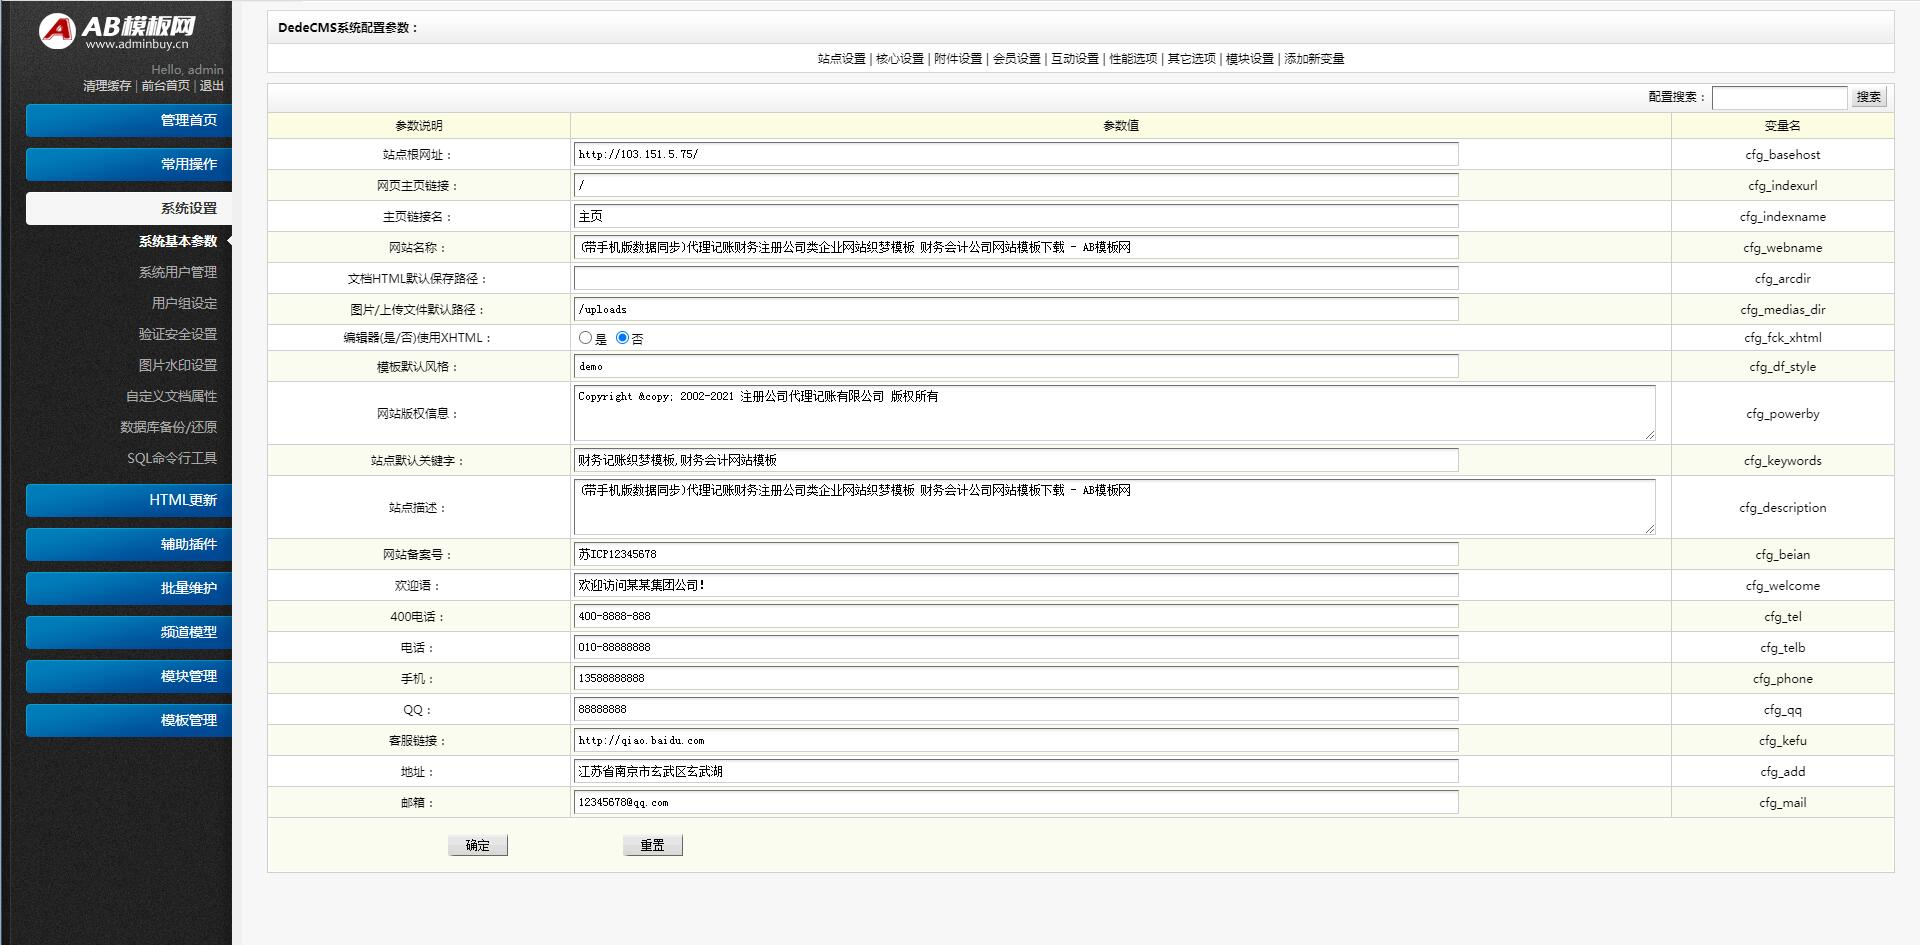 AB模板网
www.adminbuy.cn
Hello, admin
清理缓存 | 前台首页 | 退出
管理首页
常用操作
系统设置
系统基本参数
系统用户管理
用户组设定
验证安全设置
图片水印设置
自定义文档属性
数据库备份/还原
SQL命令行工具
HTML更新
辅助插件
批量维护
频道模型
模块管理
模板管理
DedeCMS系统配置参数：
站点设置 | 核心设置 | 附件设置 | 会员设置 | 互动设置 | 性能选项 | 其它选项 | 模块设置 | 添加新变量
配置搜索： 搜索
参数说明 参数值 变量名
站点根网址： http://103.151.5.75/ cfg_basehost
网页主页链接： / cfg_indexurl
主页链接名： 主页 cfg_indexname
网站名称： (带手机版数据同步)代理记账财务注册公司类企业网站织梦模板 财务会计公司网站模板下载 - AB模板网 cfg_webname
文档HTML默认保存路径： cfg_arcdir
图片/上传文件默认路径： /uploads cfg_medias_dir
编辑器(是/否)使用XHTML： 是 否 cfg_fck_xhtml
模板默认风格： demo cfg_df_style
网站版权信息： Copyright &copy; 2002-2021 注册公司代理记账有限公司 版权所有 cfg_powerby
站点默认关键字： 财务记账织梦模板,财务会计网站模板 cfg_keywords
站点描述： (带手机版数据同步)代理记账财务注册公司类企业网站织梦模板 财务会计公司网站模板下载 - AB模板网 cfg_description
网站备案号： 苏ICP12345678 cfg_beian
欢迎语： 欢迎访问某某集团公司! cfg_welcome
400电话： 400-8888-888 cfg_tel
电话： 010-88888888 cfg_telb
手机： 13588888888 cfg_phone
QQ： 88888888 cfg_qq
客服链接： http://qiao.baidu.com cfg_kefu
地址： 江苏省南京市玄武区玄武湖 cfg_add
邮箱： 12345678@qq.com cfg_mail
确定 重置